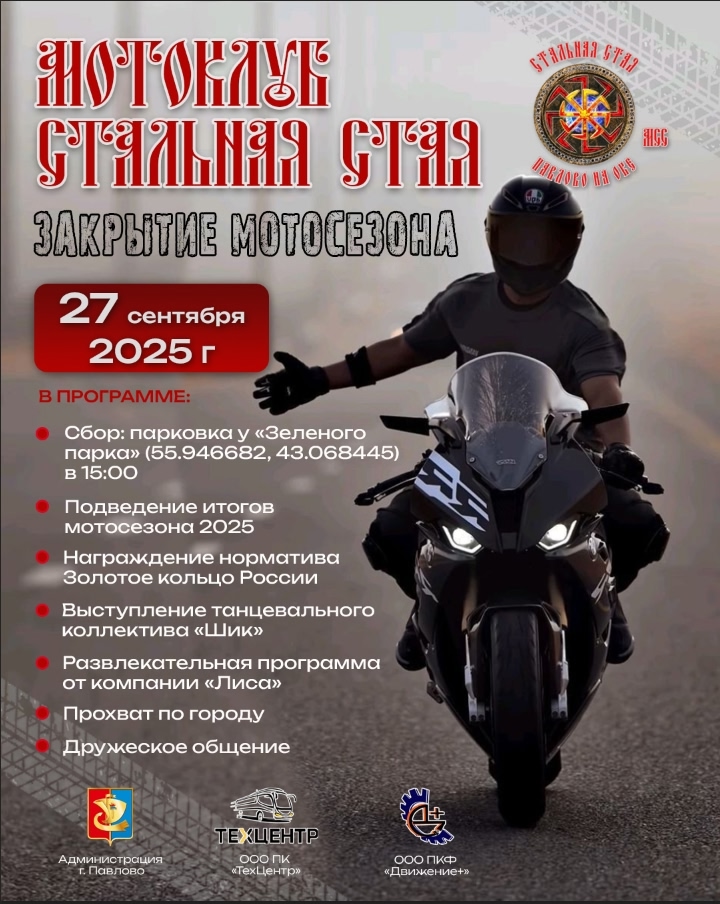 МОТОКЛУБ
СТАЛЬНАЯ СТАЯ
СТАЛЬНАЯ СТАЯ
МСС
ПАВЛОВО НА ОКЕ
ЗАКРЫТИЕ МОТОСЕЗОНА
27 сентября
2025 г
В ПРОГРАММЕ:
Сбор: парковка у «Зеленого
парка» (55.946682, 43.068445)
в 15:00
Подведение итогов
мотосезона 2025
Награждение норматива
Золотое кольцо России
Выступление танцевального
коллектива «Шик»
Развлекательная программа
от компании «Лиса»
Прохват по городу
Дружеское общение
Администрация
г. Павлово
ТЕХЦЕНТР
ООО ПК
«ТехЦентр»
ООО ПКФ
«Движение+»